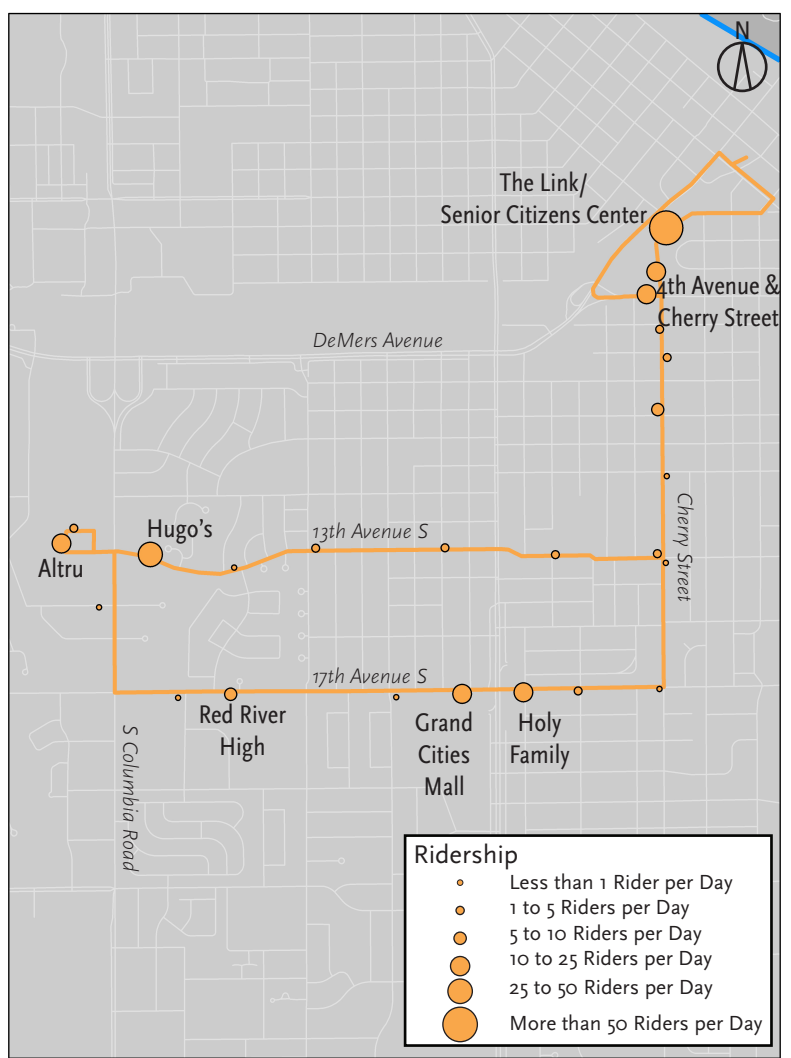 N
The Link/
Senior Citizens Center
4th Avenue &
Cherry Street
DeMers Avenue
Hugo's
13th Avenue S
Cherry Street
Altru
17th Avenue S
Red River
High
Grand
Cities
Mall
Holy
Family
S Columbia Road
Ridership
Less than 1 Rider per Day
1 to 5 Riders per Day
5 to 10 Riders per Day
10 to 25 Riders per Day
25 to 50 Riders per Day
More than 50 Riders per Day